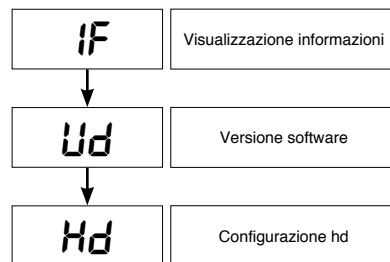 IF
Visualizzazione informazioni
Ud
Versione software
Hd
Configurazione hd